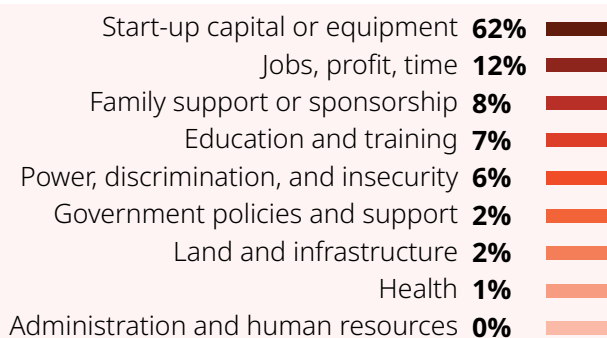 Start-up capital or equipment 62%
Jobs, profit, time 12%
Family support or sponsorship 8%
Education and training 7%
Power, discrimination, and insecurity 6%
Government policies and support 2%
Land and infrastructure 2%
Health 1%
Administration and human resources 0%